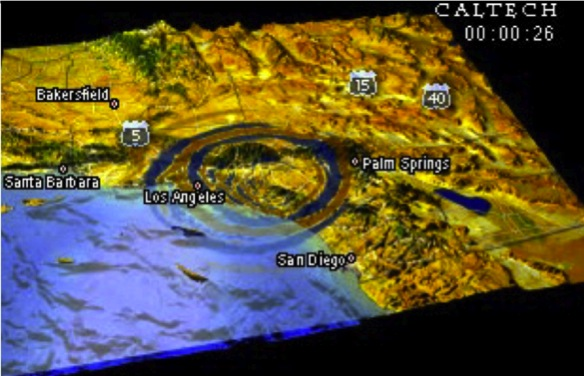 CALTECH
00:00:26
15
40
Bakersfield
5
Palm Springs
Santa Barbara
Los Angeles
San Diego